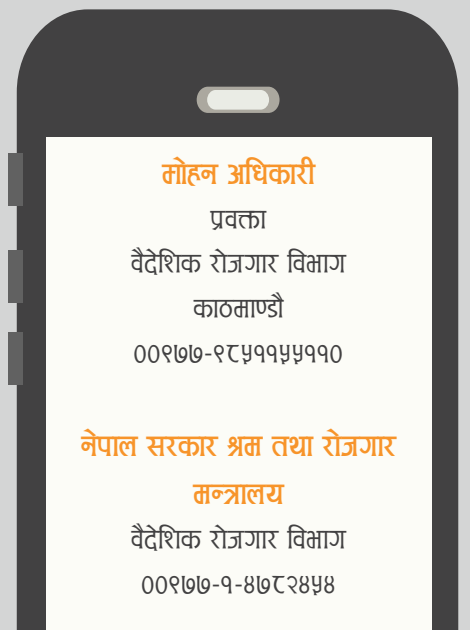 मोहन अधिकारी
प्रवक्ता
वैदेशिक रोजगार विभाग
काठमाण्डौ
००९७७-९८५११५५११०
नेपाल सरकार श्रम तथा रोजगार
मन्त्रालय
वैदेशिक रोजगार विभाग
००९७७-१-४७८२४५४